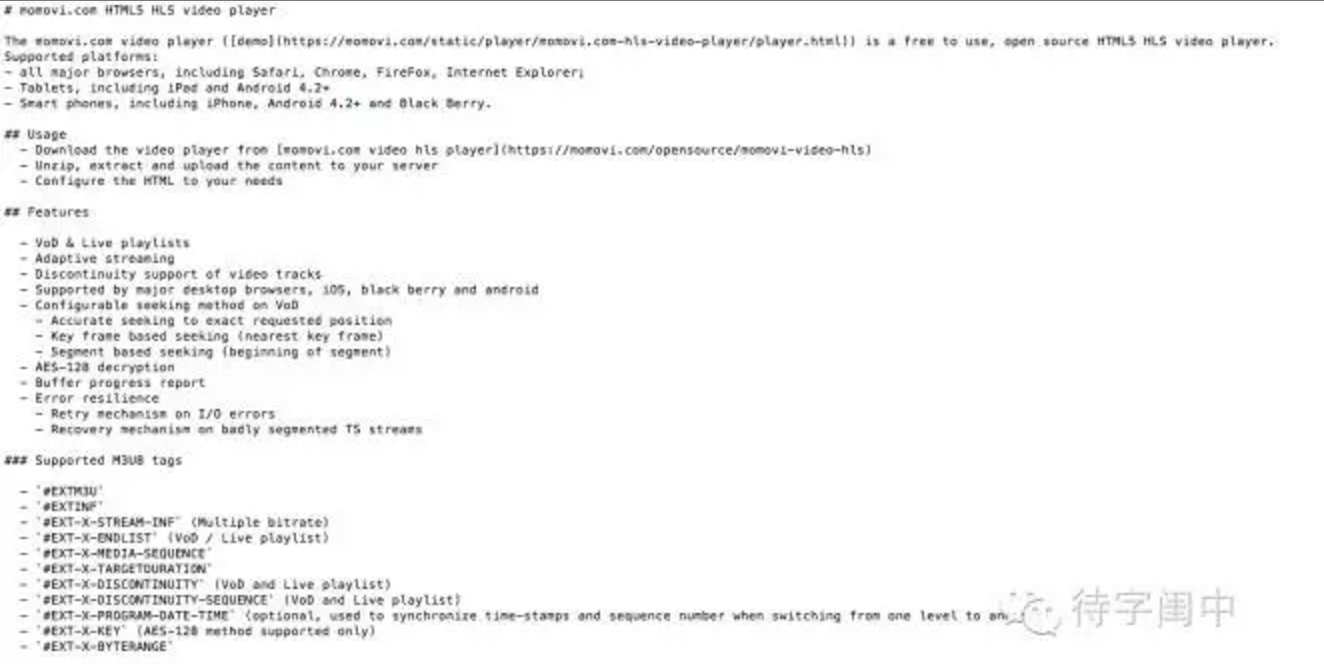 # momovi.com HTML5 HLS video player
The momovi.com video player ([demo](https://momovi.com/static/player/momovi.com-hls-video-player/player.html)) is a free to use, open source HTML5 HLS video player.
Supported platforms:
- all major browsers, including Safari, Chrome, FireFox, Internet Explorer;
- Tablets, including iPad and Android 4.2+
- Smart phones, including iPhone, Android 4.2+ and Black Berry.
## Usage
- Download the video player from [momovi.com video hls player](https://momovi.com/opensource/momovi-video-hls)
- Unzip, extract and upload the content to your server
- Configure the HTML to your needs
## Features
- VoD & Live playlists
- Adaptive streaming
- Discontinuity support of video tracks
- Supported by major desktop browsers, iOS, black berry and android
- Configurable seeking method on VoD
- Accurate seeking to exact requested position
- Key frame based seeking (nearest key frame)
- Segment based seeking (beginning of segment)
- AES-128 decryption
- Buffer progress report
- Error resilience
- Retry mechanism on I/O errors
- Recovery mechanism on badly segmented TS streams
### Supported M3U8 tags
- `#EXTM3U`
- `#EXTINF`
- `#EXT-X-STREAM-INF` (Multiple bitrate)
- `#EXT-X-ENDLIST` (VoD / Live playlist)
- `#EXT-X-MEDIA-SEQUENCE`
- `#EXT-X-TARGETDURATION`
- `#EXT-X-DISCONTINUITY` (VoD and Live playlist)
- `#EXT-X-DISCONTINUITY-SEQUENCE` (VoD and Live playlist)
- `#EXT-X-PROGRAM-DATE-TIME` (optional, used to synchronize time-stamps and sequence number when switching from one level to
- `#EXT-X-KEY` (AES-128 method supported only)
- `#EXT-X-BYTERANGE`
待字闺中